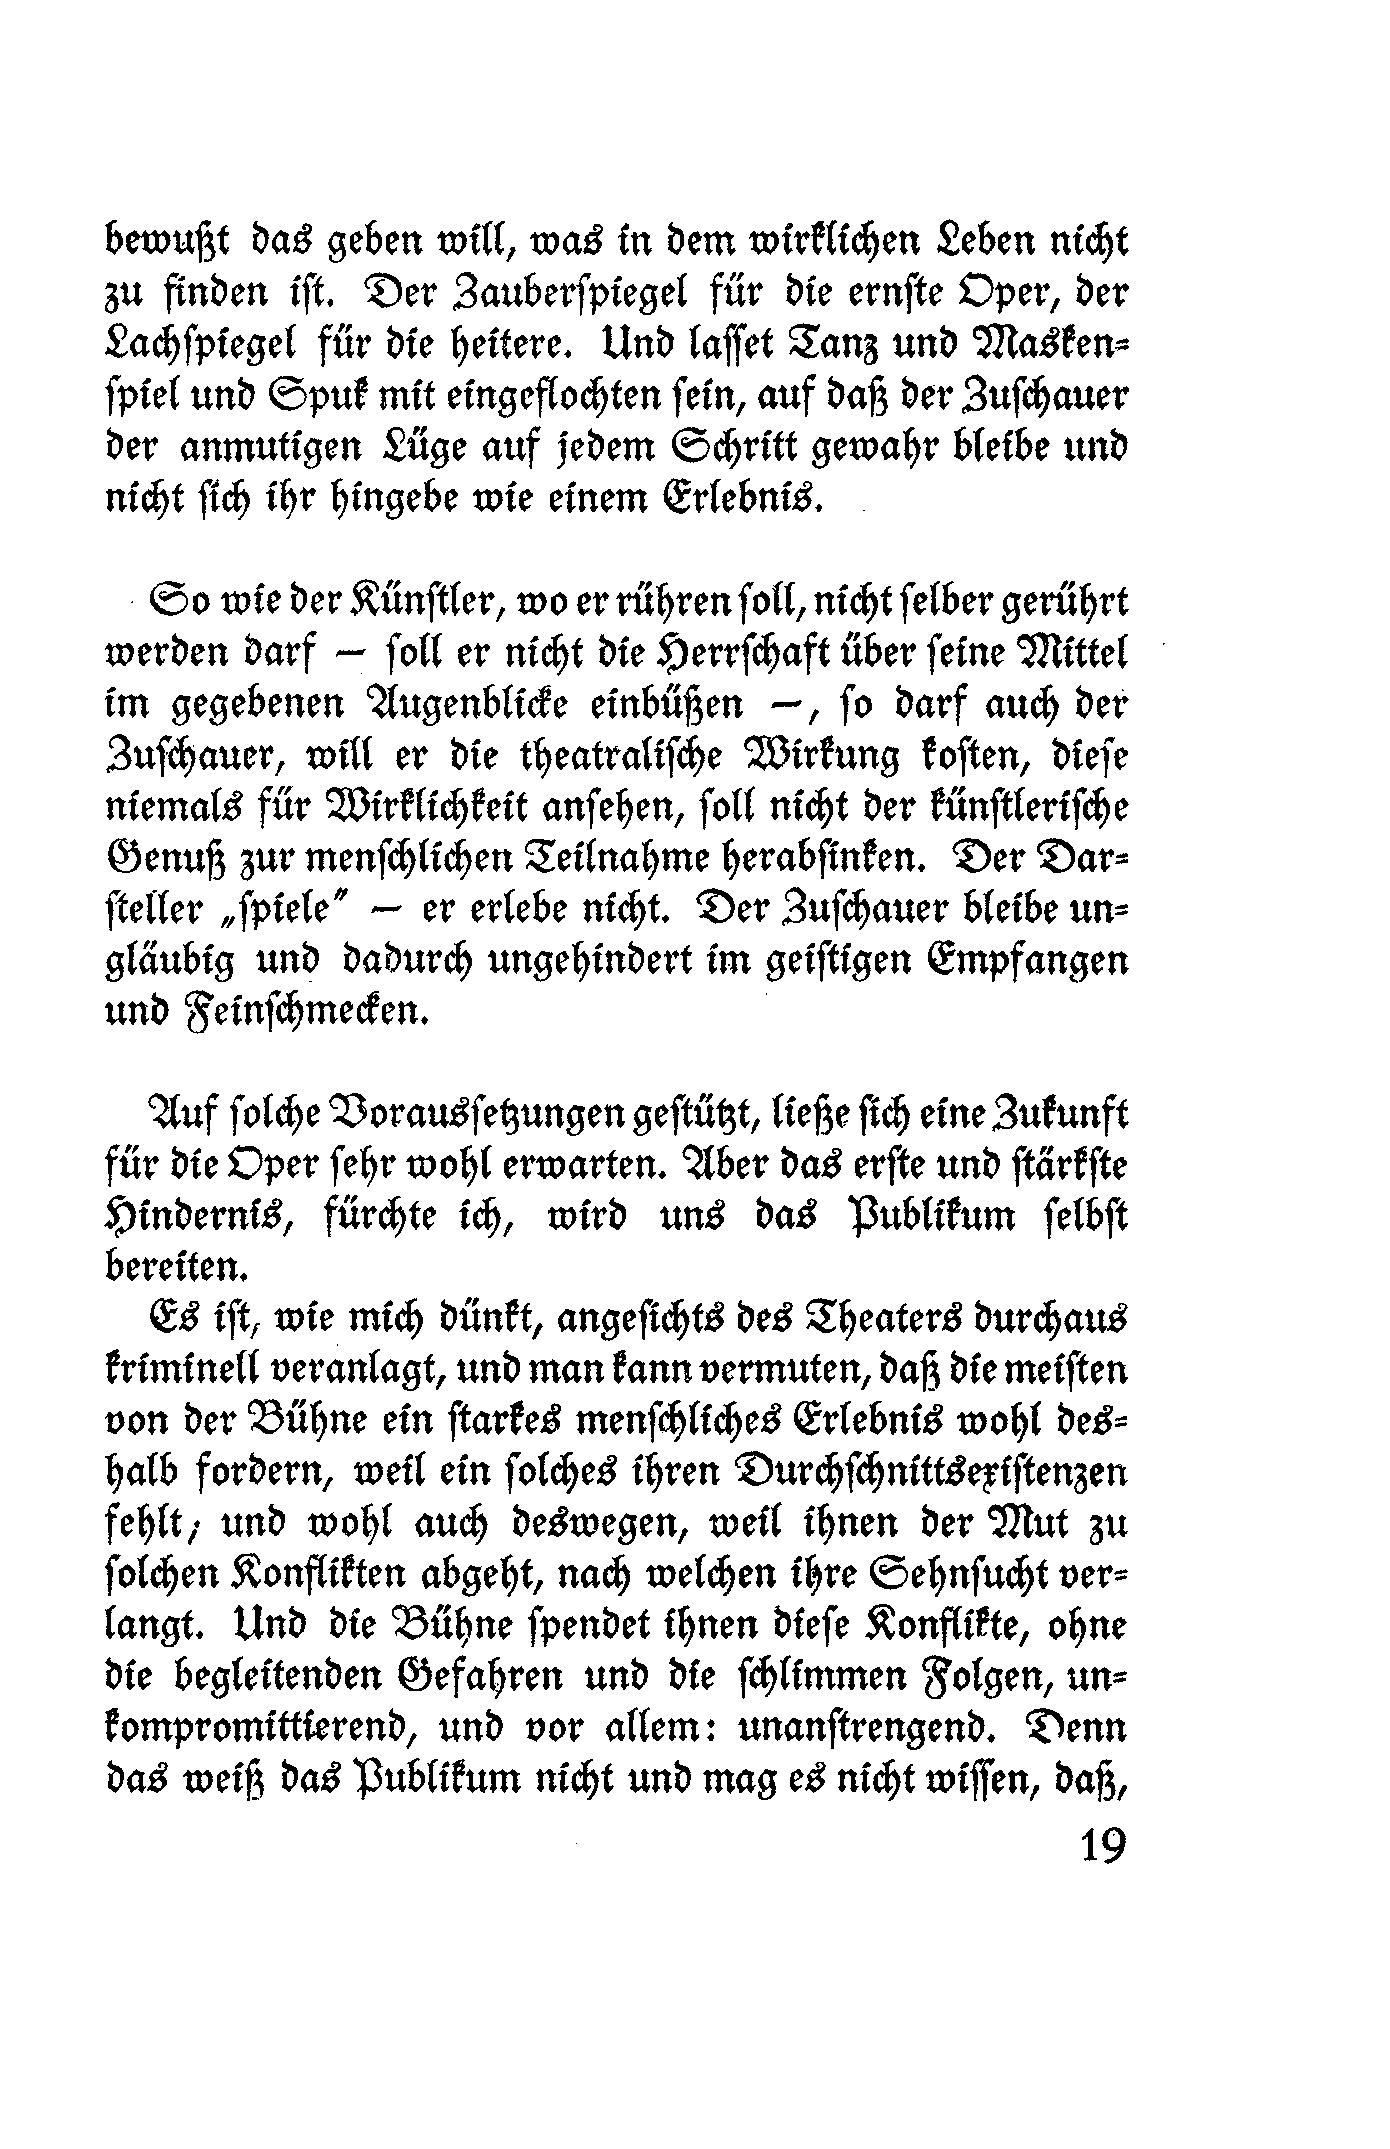 bewußt das geben will, was in dem wirklichen Leben nicht
zu finden ist. Der Zauberspiegel für die ernste Oper, der
Lachspiegel für die heitere. Und lasset Tanz und Masken-
spiel und Spuk mit eingeflochten sein, auf daß der Zuschauer
der anmutigen Lüge auf jedem Schritt gewahr bleibe und
nicht sich ihr hingebe wie einem Erlebnis.
So wie der Künstler, wo er rühren soll, nicht selber gerührt
werden darf — soll er nicht die Herrschaft über seine Mittel
im gegebenen Augenblicke einbüßen —, so darf auch der
Zuschauer, will er die theatralische Wirkung kosten, diese
niemals für Wirklichkeit ansehen, soll nicht der künstlerische
Genuß zur menschlichen Teilnahme herabsinken. Der Dar-
steller „spiele“ — er erlebe nicht. Der Zuschauer bleibe un-
gläubig und dadurch ungehindert im geistigen Empfangen
und Feinschmecken.
Auf solche Voraussetzungen gestützt, ließe sich eine Zukunft
für die Oper sehr wohl erwarten. Aber das erste und stärkste
Hindernis, fürchte ich, wird uns das Publikum selbst
bereiten.
Es ist, wie mich dünkt, angesichts des Theaters durchaus
kriminell veranlagt, und man kann vermuten, daß die meisten
von der Bühne ein starkes menschliches Erlebnis wohl des-
halb fordern, weil ein solches ihren Durchschnittsexistenzen
fehlt; und wohl auch deswegen, weil ihnen der Mut zu
solchen Konflikten abgeht, nach welchen ihre Sehnsucht ver-
langt. Und die Bühne spendet ihnen diese Konflikte, ohne
die begleitenden Gefahren und die schlimmen Folgen, un-
kompromittierend, und vor allem: unanstrengend. Denn
das weiß das Publikum nicht und mag es nicht wissen, daß,
19